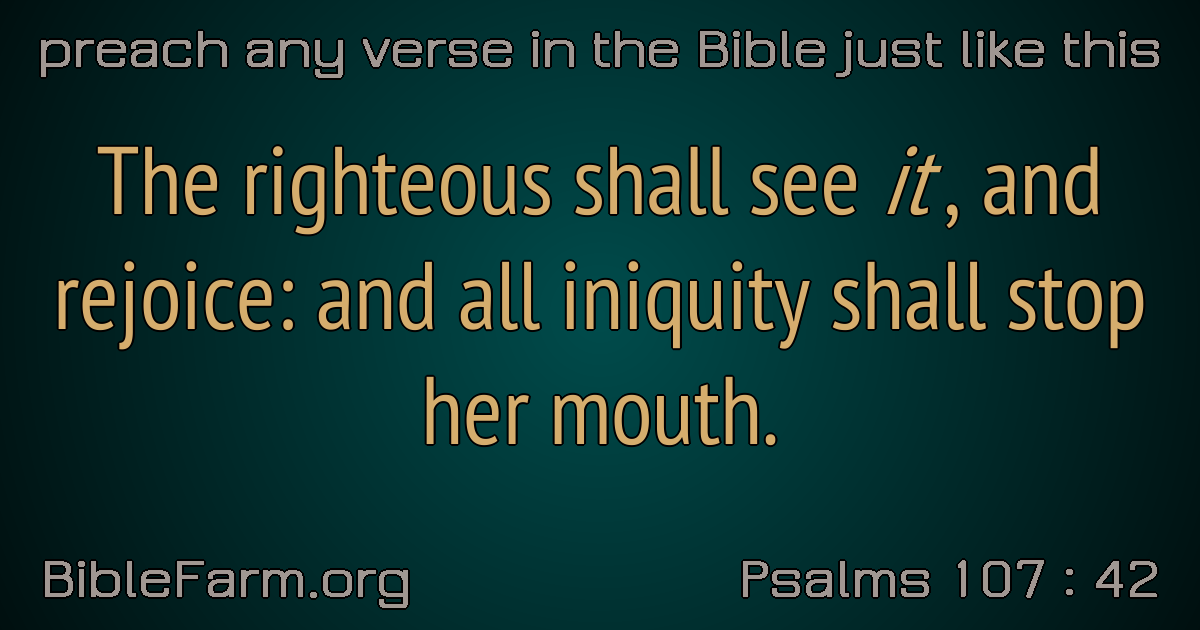 preach any verse in the Bible just like this
The righteous shall see it, and
rejoice: and all iniquity shall stop
her mouth.
BibleFarm.org
Psalms 107 : 42